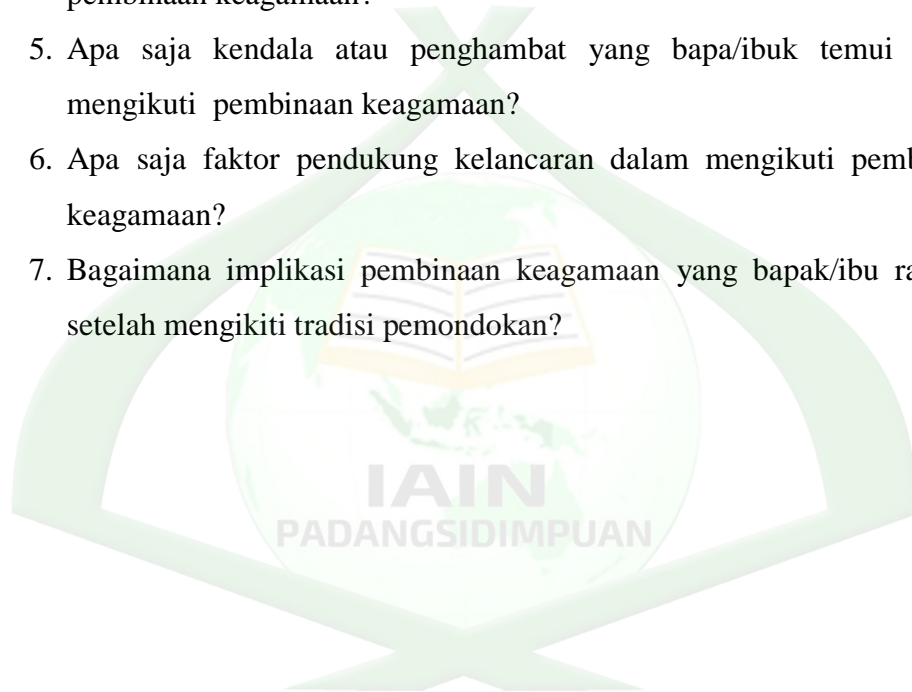 pembinaan keagamaan?
5. Apa saja kendala atau penghambat yang bapa/ibuk temui
mengikuti pembinaan keagamaan?
6. Apa saja faktor pendukung kelancaran dalam mengikuti
keagamaan?
7. Bagaimana implikasi pembinaan keagamaan yang bapak/ibu
setelah mengikiti tradisi pemondokan?
IAIN
PADANGSIDIMPUAN